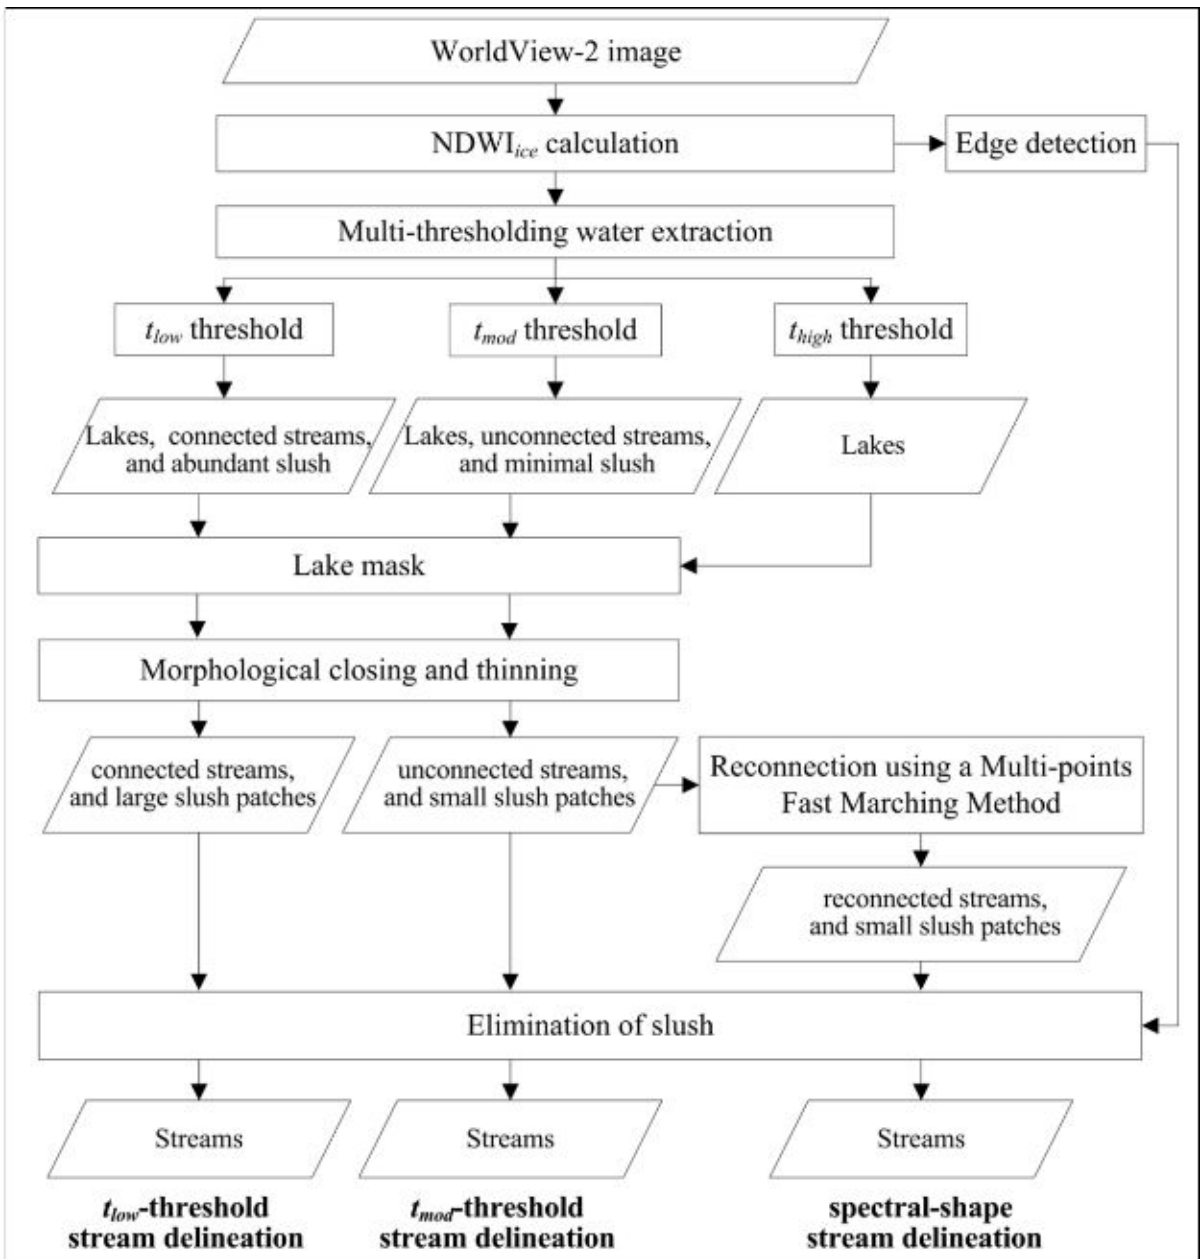 WorldView-2 image
NDWIice calculation
Edge detection
Multi-thresholding water extraction
tlow threshold
tmod threshold
thigh threshold
Lakes, connected streams,
and abundant slush
Lakes, unconnected streams,
and minimal slush
Lakes
Lake mask
Morphological closing and thinning
connected streams,
and large slush patches
unconnected streams,
and small slush patches
Reconnection using a Multi-points
Fast Marching Method
reconnected streams,
and small slush patches
Elimination of slush
Streams
Streams
Streams
tlow-threshold
stream delineation
tmod-threshold
stream delineation
spectral-shape
stream delineation